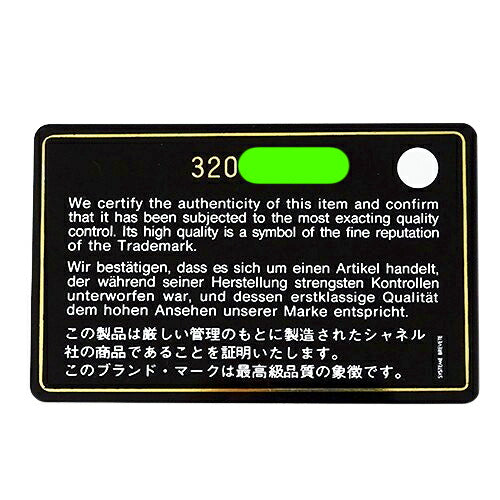 320
We certify the authenticity of this item and confirm
that it has been subjected to the most exacting quality
control. Its high quality is a symbol of the fine reputation
of the Trademark.
Wir bestätigen, dass es sich um einen Artikel handelt,
der während seiner Herstellung strengsten Kontrollen
unterworfen war, und dessen erstklassige Qualität
dem hohen Ansehen unserer Marke entspricht.
この製品は厳しい管理のもとに製造されたシャネル
社の商品であることを証明いたします。
このブランド・マークは最高級品質の象徴です。
SYSTEME BREVETE